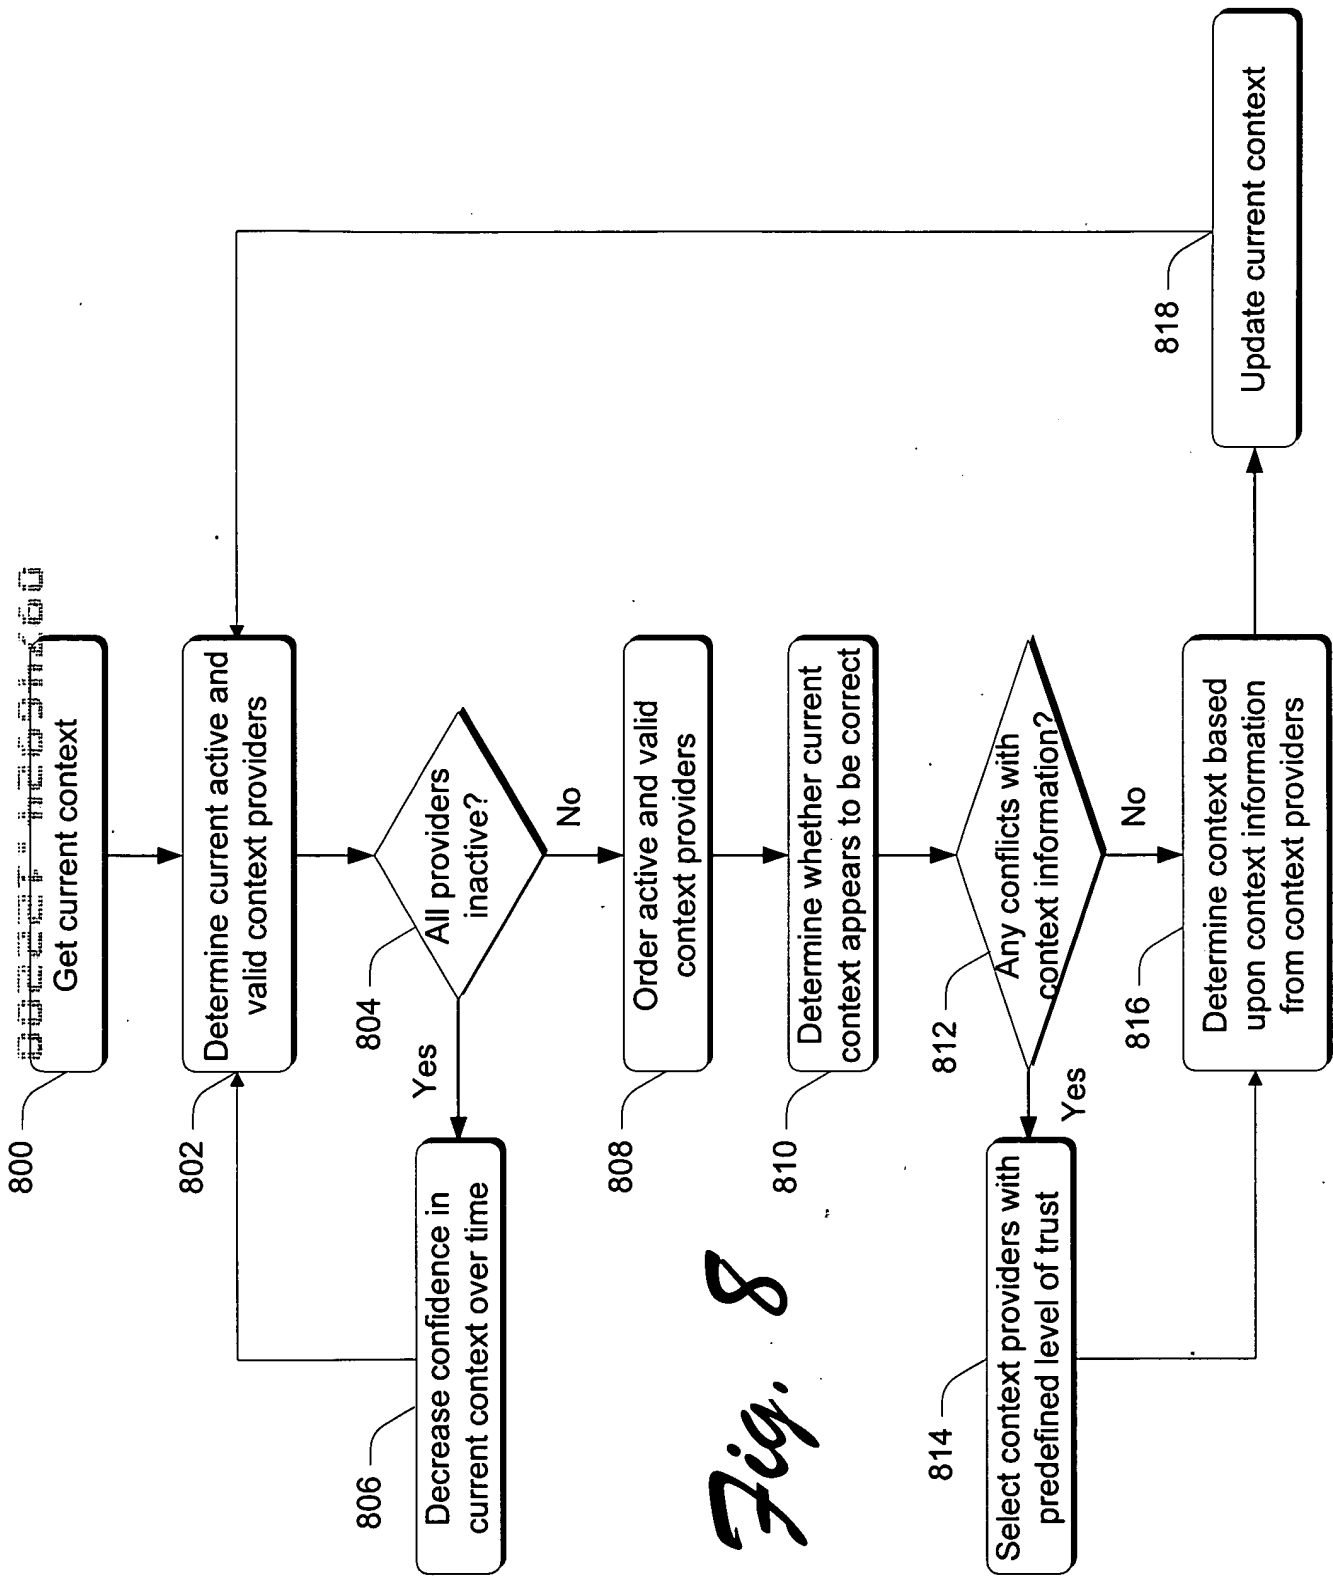 800
Get current context
802
Determine current active and
valid context providers
804
All providers
inactive?
Yes
No
806
Decrease confidence in
current context over time
808
Order active and valid
context providers
810
Determine whether current
context appears to be correct
812
Any conflicts with
context information?
Yes
No
814
Select context providers with
predefined level of trust
816
Determine context based
upon context information
from context providers
818
Update current context
Fig. 8